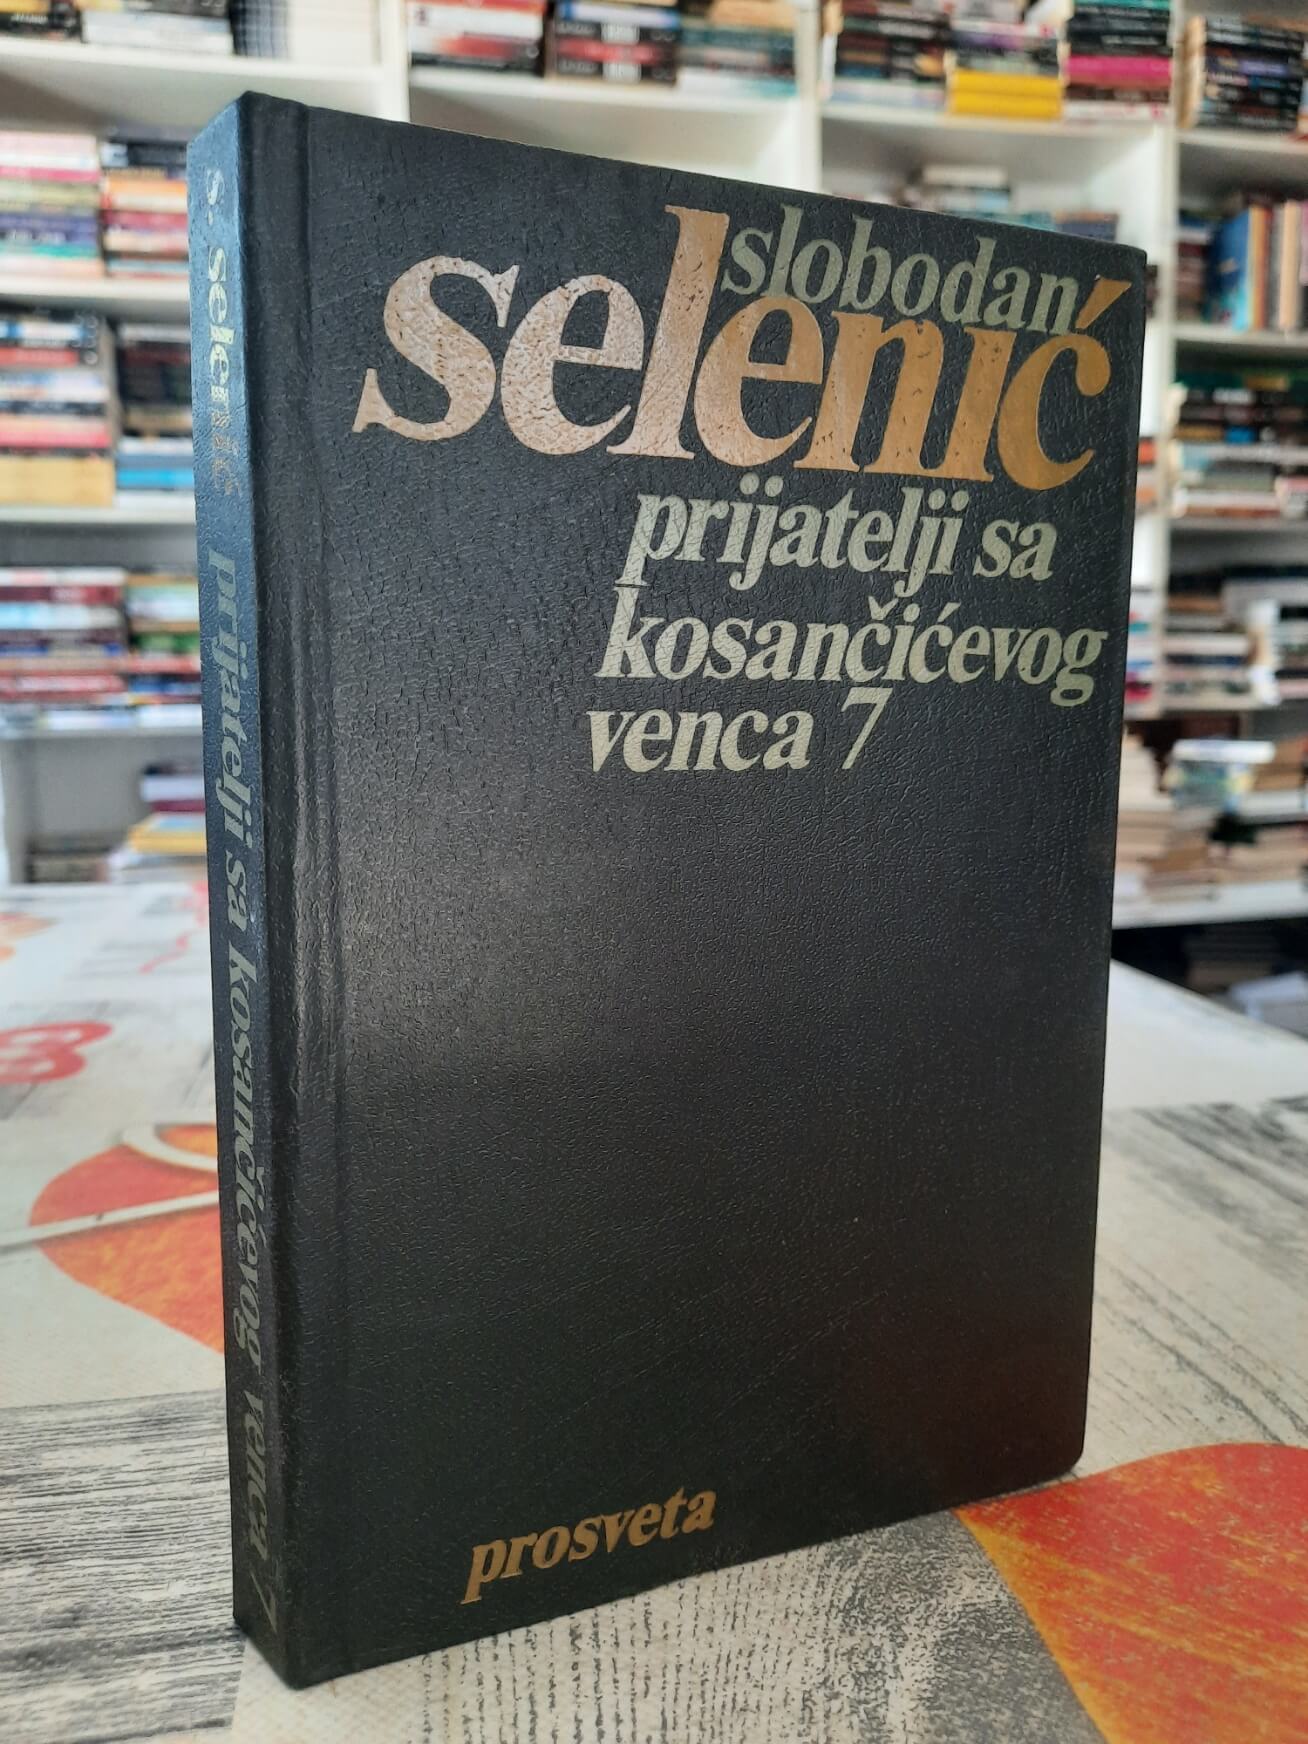 slobodan
selenić
prijatelji sa
kosančićevog
venca 7
prosveta
s. selenić prijatelji sa kosančićevog venca 7